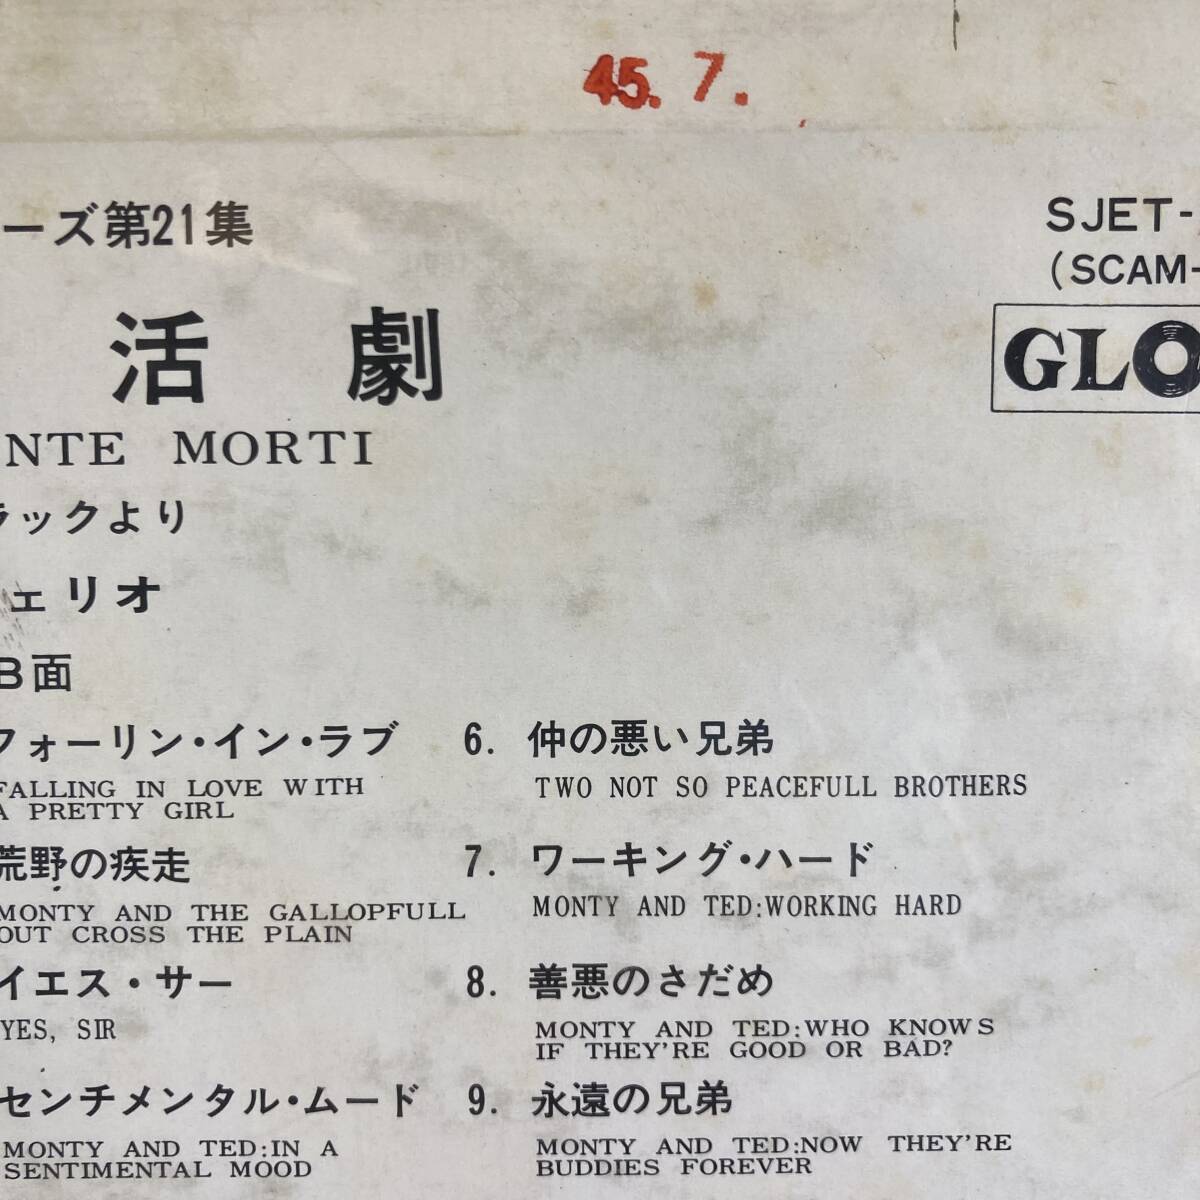 45. 7.
ーズ第21集
SJET-
(SCAM-
活劇
GLO
NTE MORTI
ラックより
ェリオ
B面
フォーリン・イン・ラブ
FALLING IN LOVE WITH
A PRETTY GIRL
荒野の疾走
MONTY AND THE GALLOPFULL
OUT CROSS THE PLAIN
イエス・サー
YES, SIR
センチメンタル・ムード
MONTY AND TED:IN A
SENTIMENTAL MOOD
6. 仲の悪い兄弟
TWO NOT SO PEACEFULL BROTHERS
7. ワーキング・ハード
MONTY AND TED:WORKING HARD
8. 善悪のさだめ
MONTY AND TED:WHO KNOWS
IF THEY'RE GOOD OR BAD?
9. 永遠の兄弟
MONTY AND TED:NOW THEY'RE
BUDDIES FOREVER